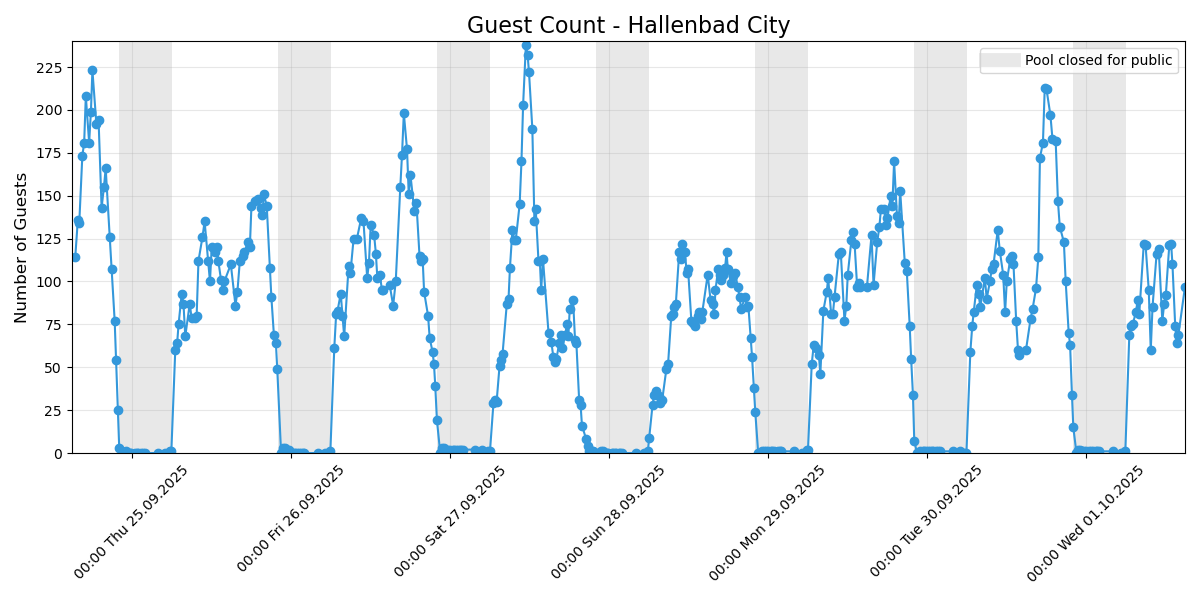 Guest Count - Hallenbad City
Pool closed for public
Number of Guests
225
200
175
150
125
100
75
50
25
0
00:00 Thu 25.09.2025
00:00 Fri 26.09.2025
00:00 Sat 27.09.2025
00:00 Sun 28.09.2025
00:00 Mon 29.09.2025
00:00 Tue 30.09.2025
00:00 Wed 01.10.2025